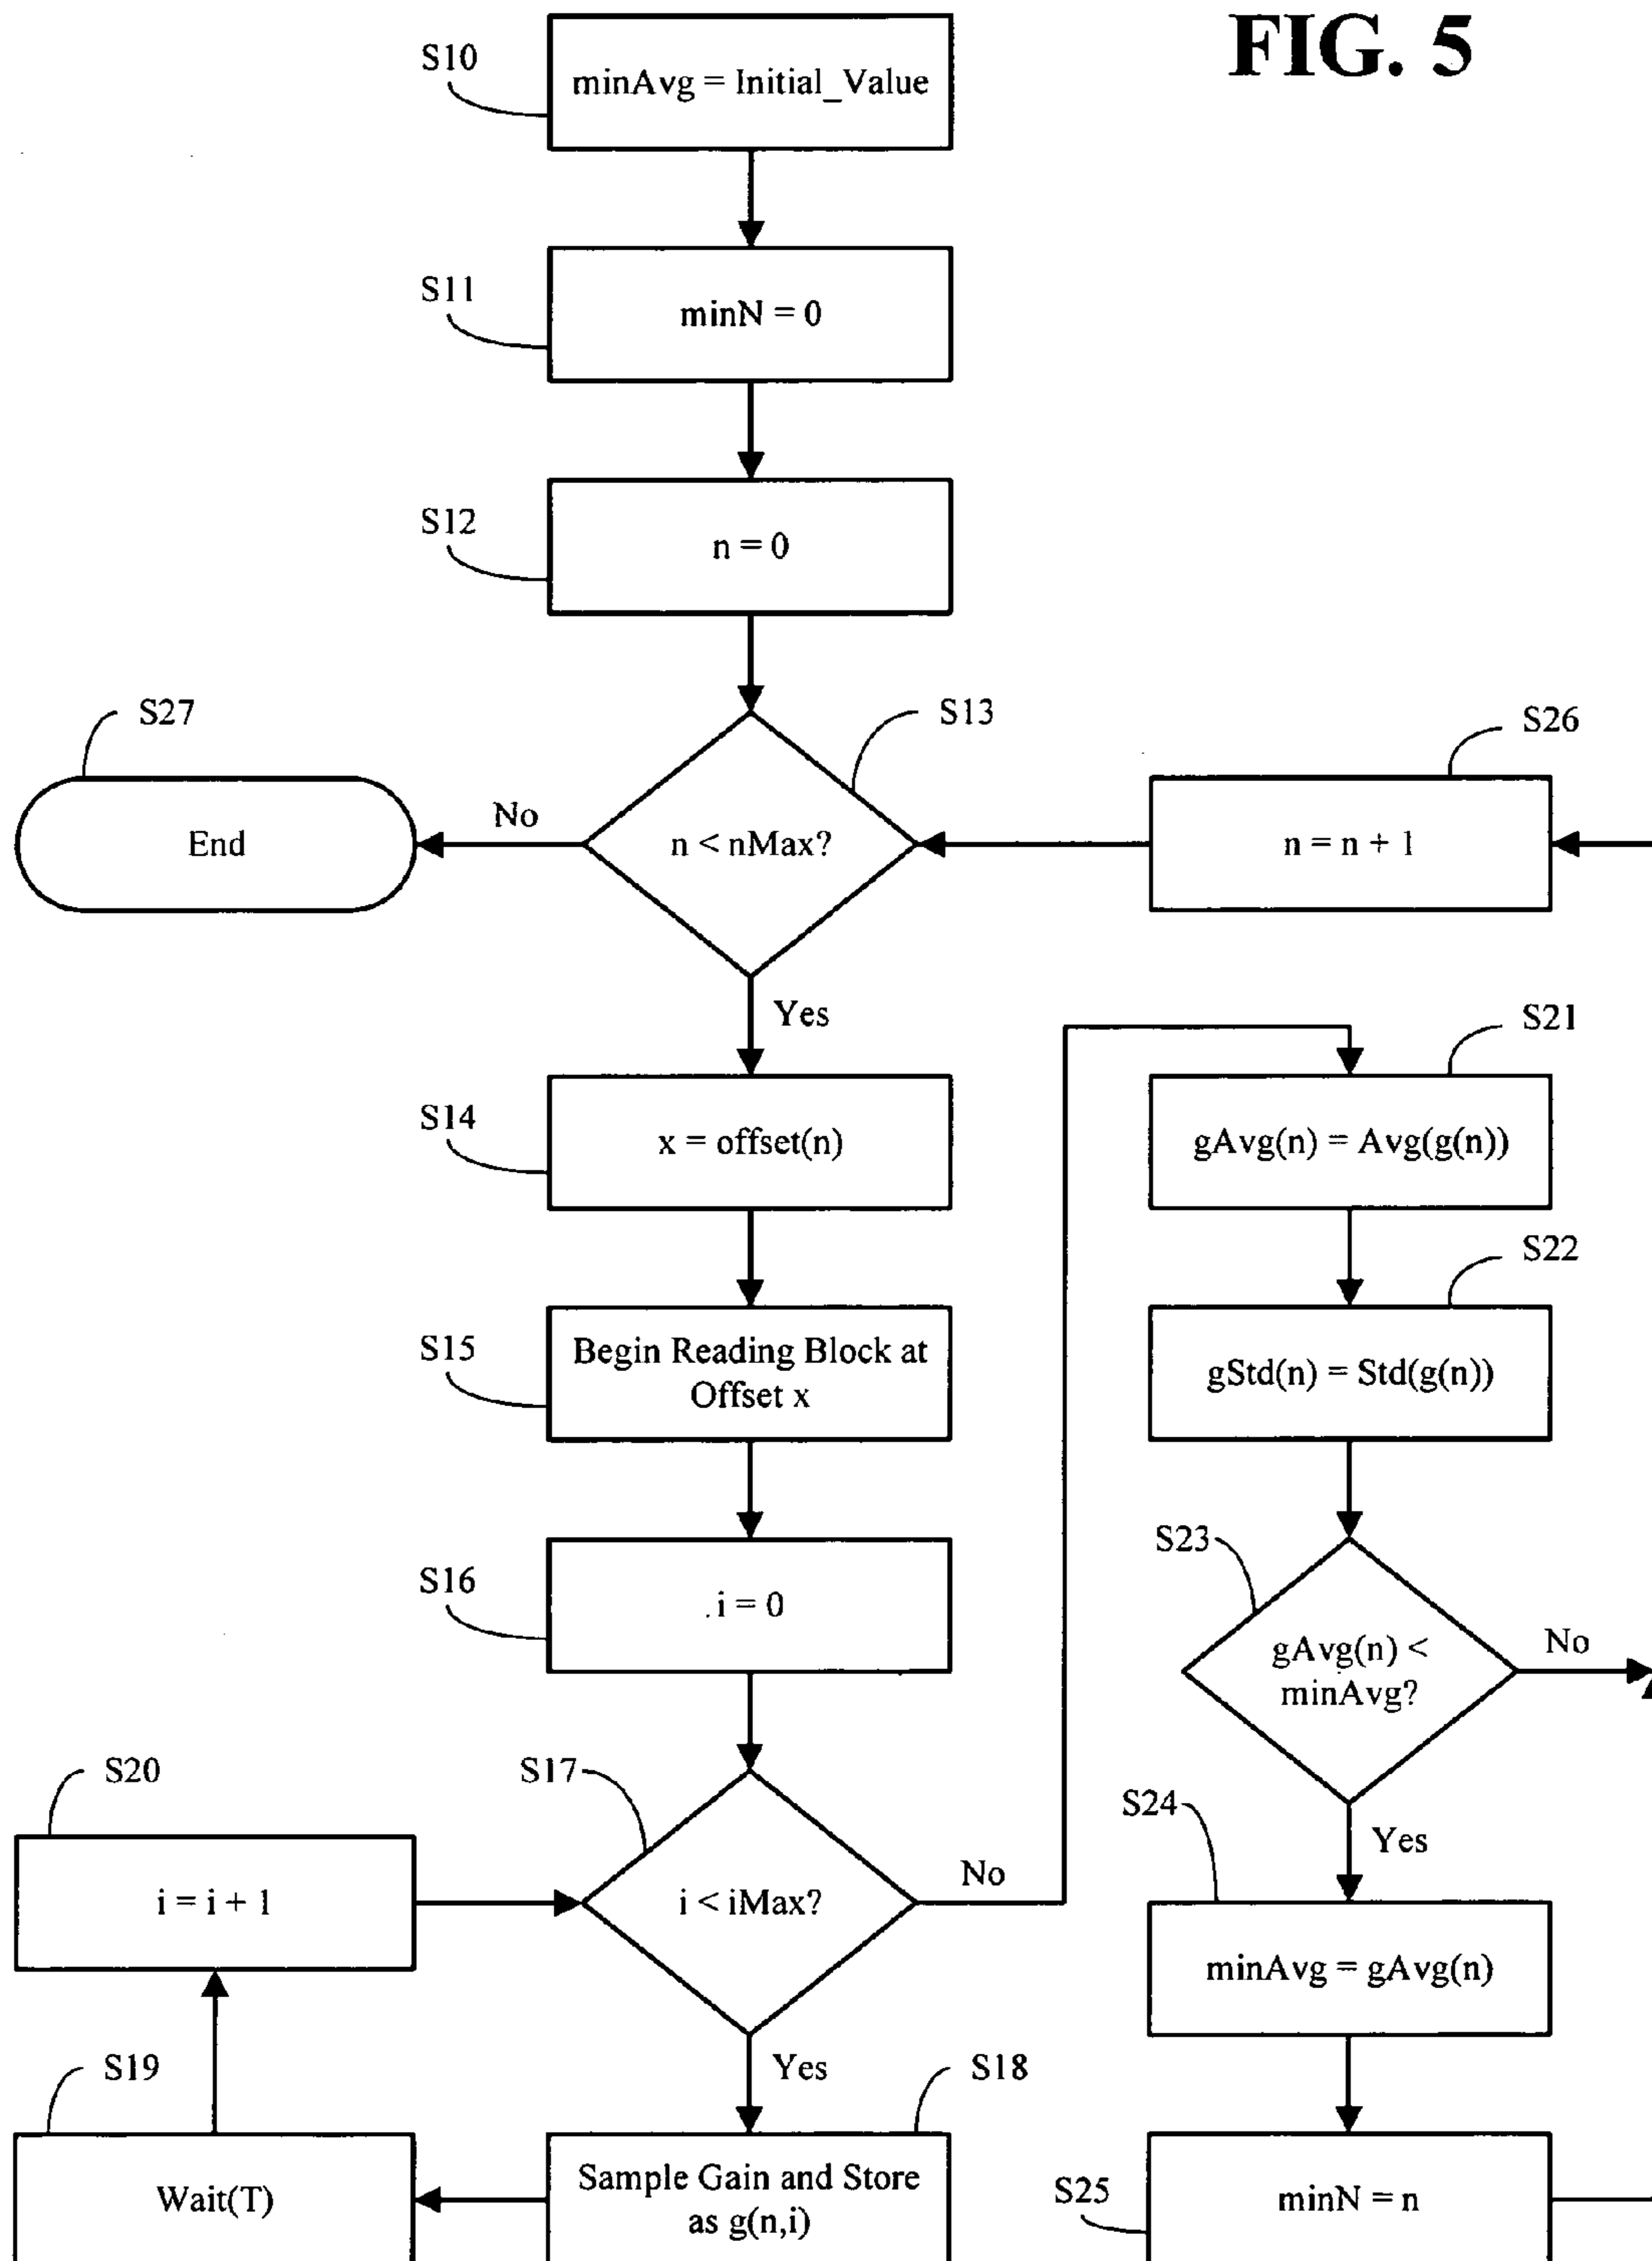 FIG. 5
S10
minAvg = Initial_Value
S11
minN = 0
S12
n = 0
S27
End
No
S13
n < nMax?
S26
n = n + 1
Yes
S14
x = offset(n)
S15
Begin Reading Block at
Offset x
S16
i = 0
S17
i < iMax?
No
S20
i = i + 1
S19
Wait(T)
Yes
S18
Sample Gain and Store
as g(n,i)
S21
gAvg(n) = Avg(g(n))
S22
gStd(n) = Std(g(n))
S23
gAvg(n) <
minAvg?
No
Yes
S24
minAvg = gAvg(n)
S25
minN = n